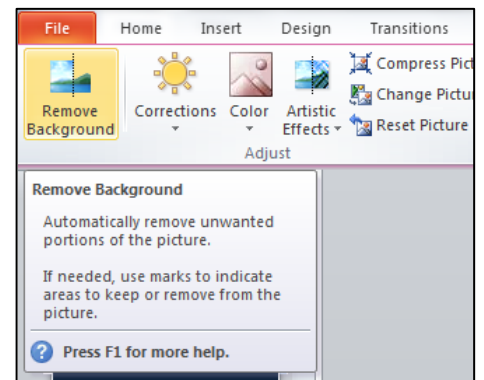 File Home Insert Design Transitions
Remove Background
Corrections
Color
Artistic Effects
Compress Pict
Change Pictur
Reset Picture
Adjust
Remove Background
Automatically remove unwanted
portions of the picture.
If needed, use marks to indicate
areas to keep or remove from the
picture.
Press F1 for more help.